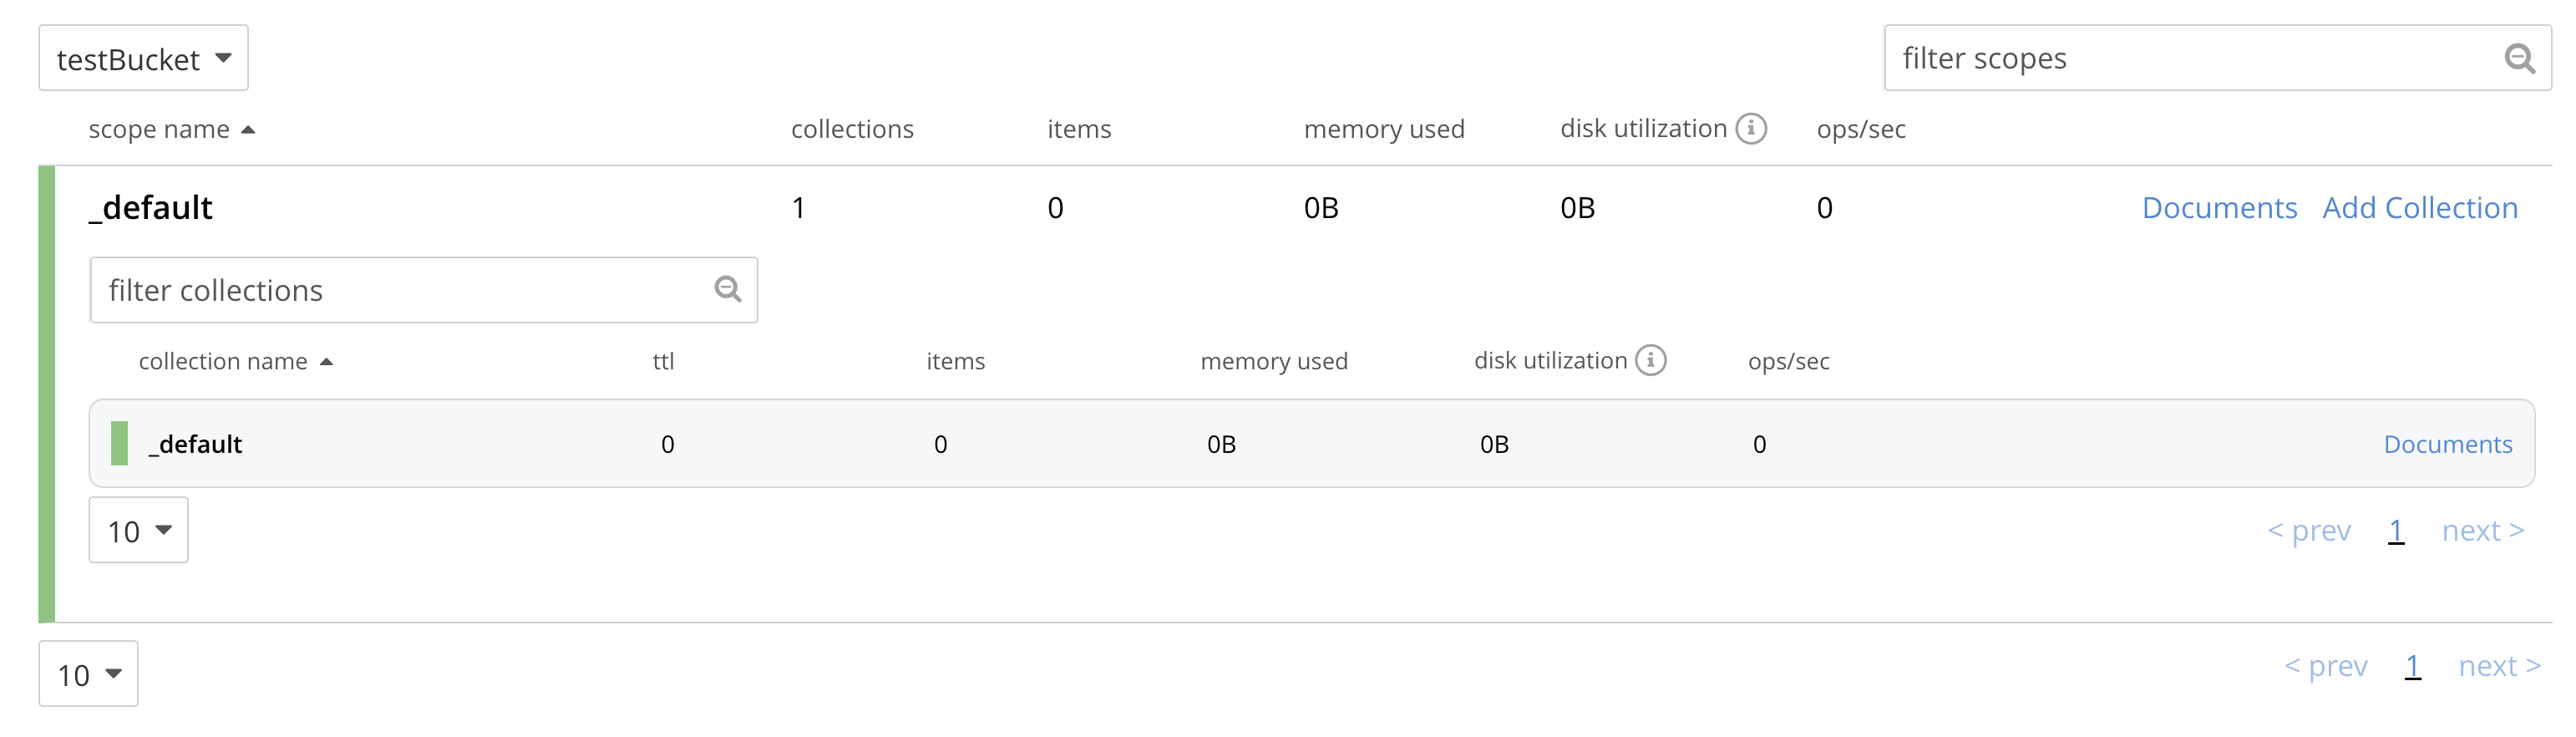 testBucket filter scopes
scope name collections items memory used disk utilization ops/sec
_default 1 0 0B 0B 0 Documents Add Collection
filter collections
collection name ttl items memory used disk utilization ops/sec
_default 0 0 0B 0B 0 Documents
10 < prev 1 next >
10 < prev 1 next >